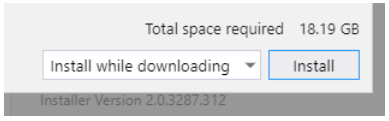 Total space required 18.19 GB
Install while downloading Install
Installer Version 2.0.3287.312